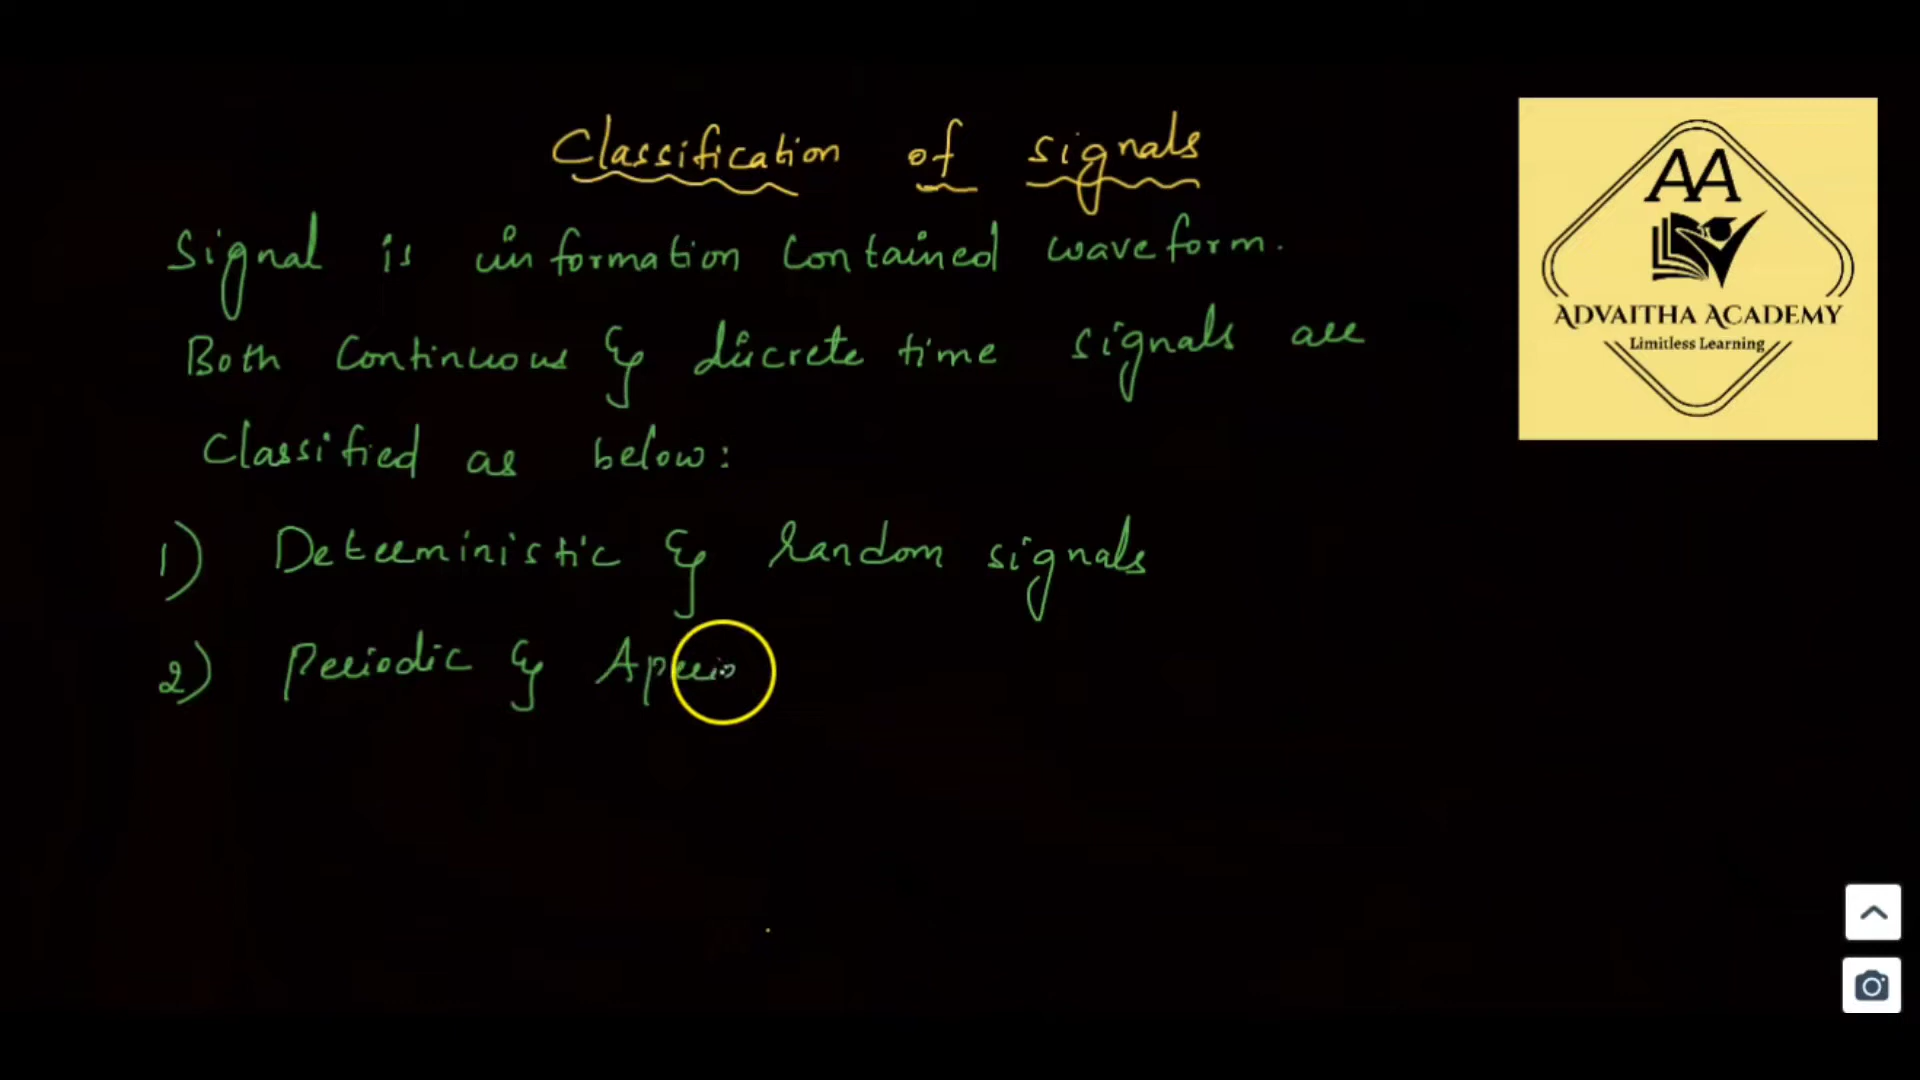 Classification of signals
Signal is information contained waveform.
Both Continuous & discrete time signals are
Classified as below:
1) Deterministic & random signals
2) Periodic & Aperio
AA
ADVAITHA ACADEMY
Limitless Learning